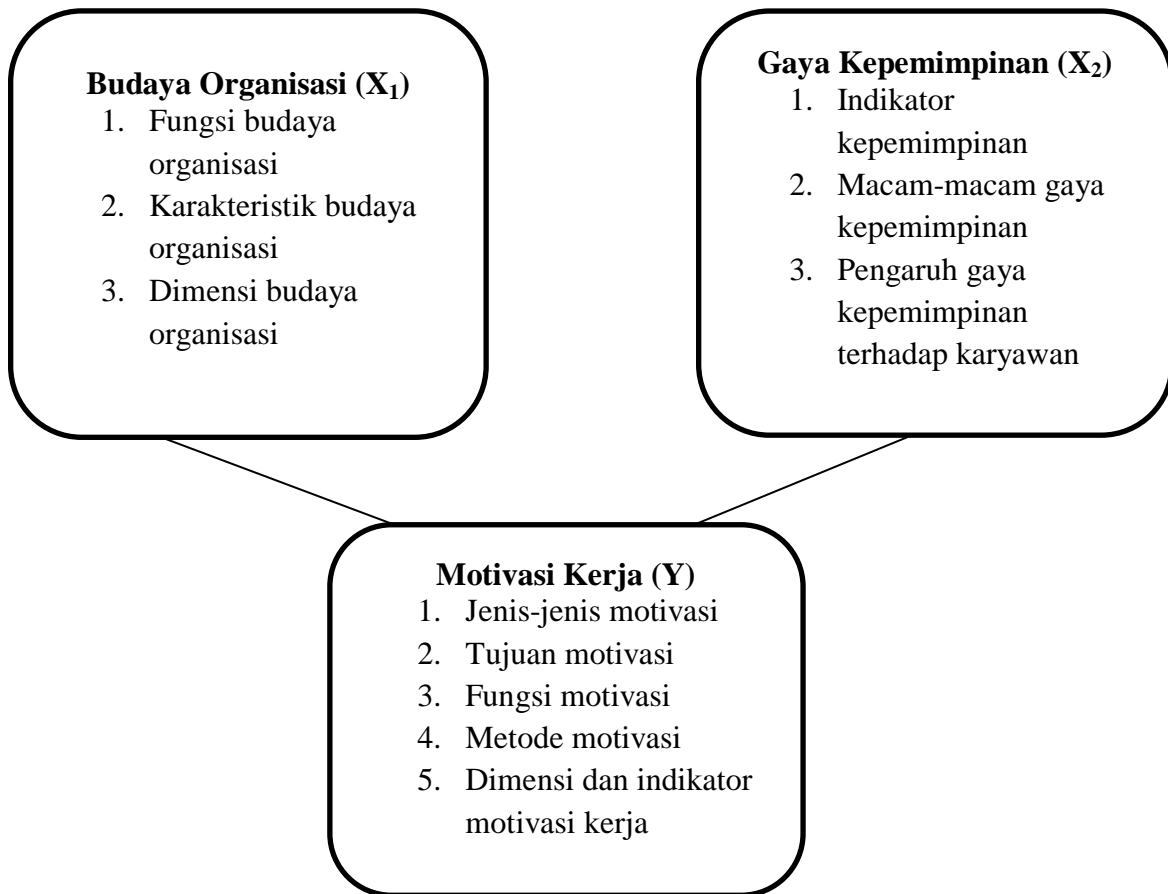 Budaya Organisasi (X₁)
1. Fungsi budaya
organisasi
2. Karakteristik budaya
organisasi
3. Dimensi budaya
organisasi
Gaya Kepemimpinan (X₂)
1. Indikator
kepemimpinan
2. Macam-macam gaya
kepemimpinan
3. Pengaruh gaya
kepemimpinan
terhadap karyawan
Motivasi Kerja (Y)
1. Jenis-jenis motivasi
2. Tujuan motivasi
3. Fungsi motivasi
4. Metode motivasi
5. Dimensi dan indikator
motivasi kerja